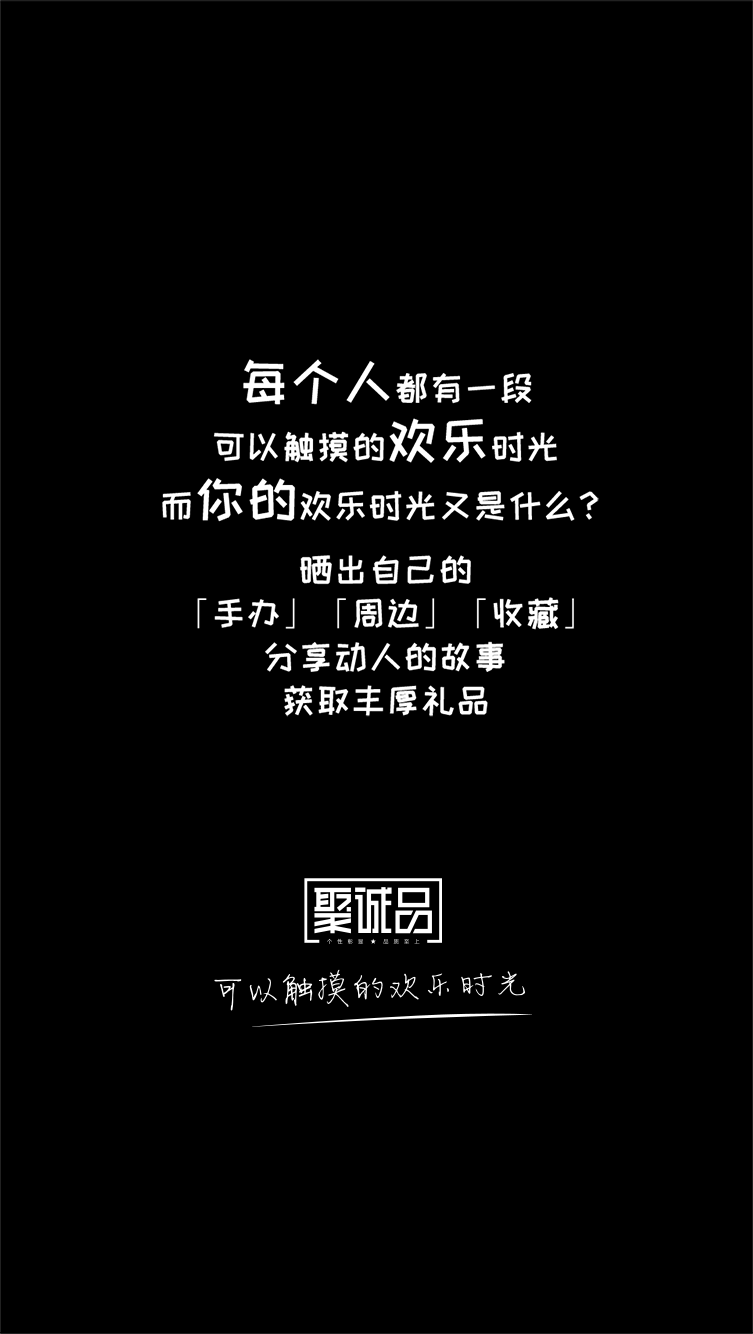 每个人都有一段
可以触摸的欢乐时光
而你的欢乐时光又是什么?
晒出自己的
「手办」「周边」「收藏」
分享动人的故事
获取丰厚礼品
聚诚品
可以触摸的欢乐时光